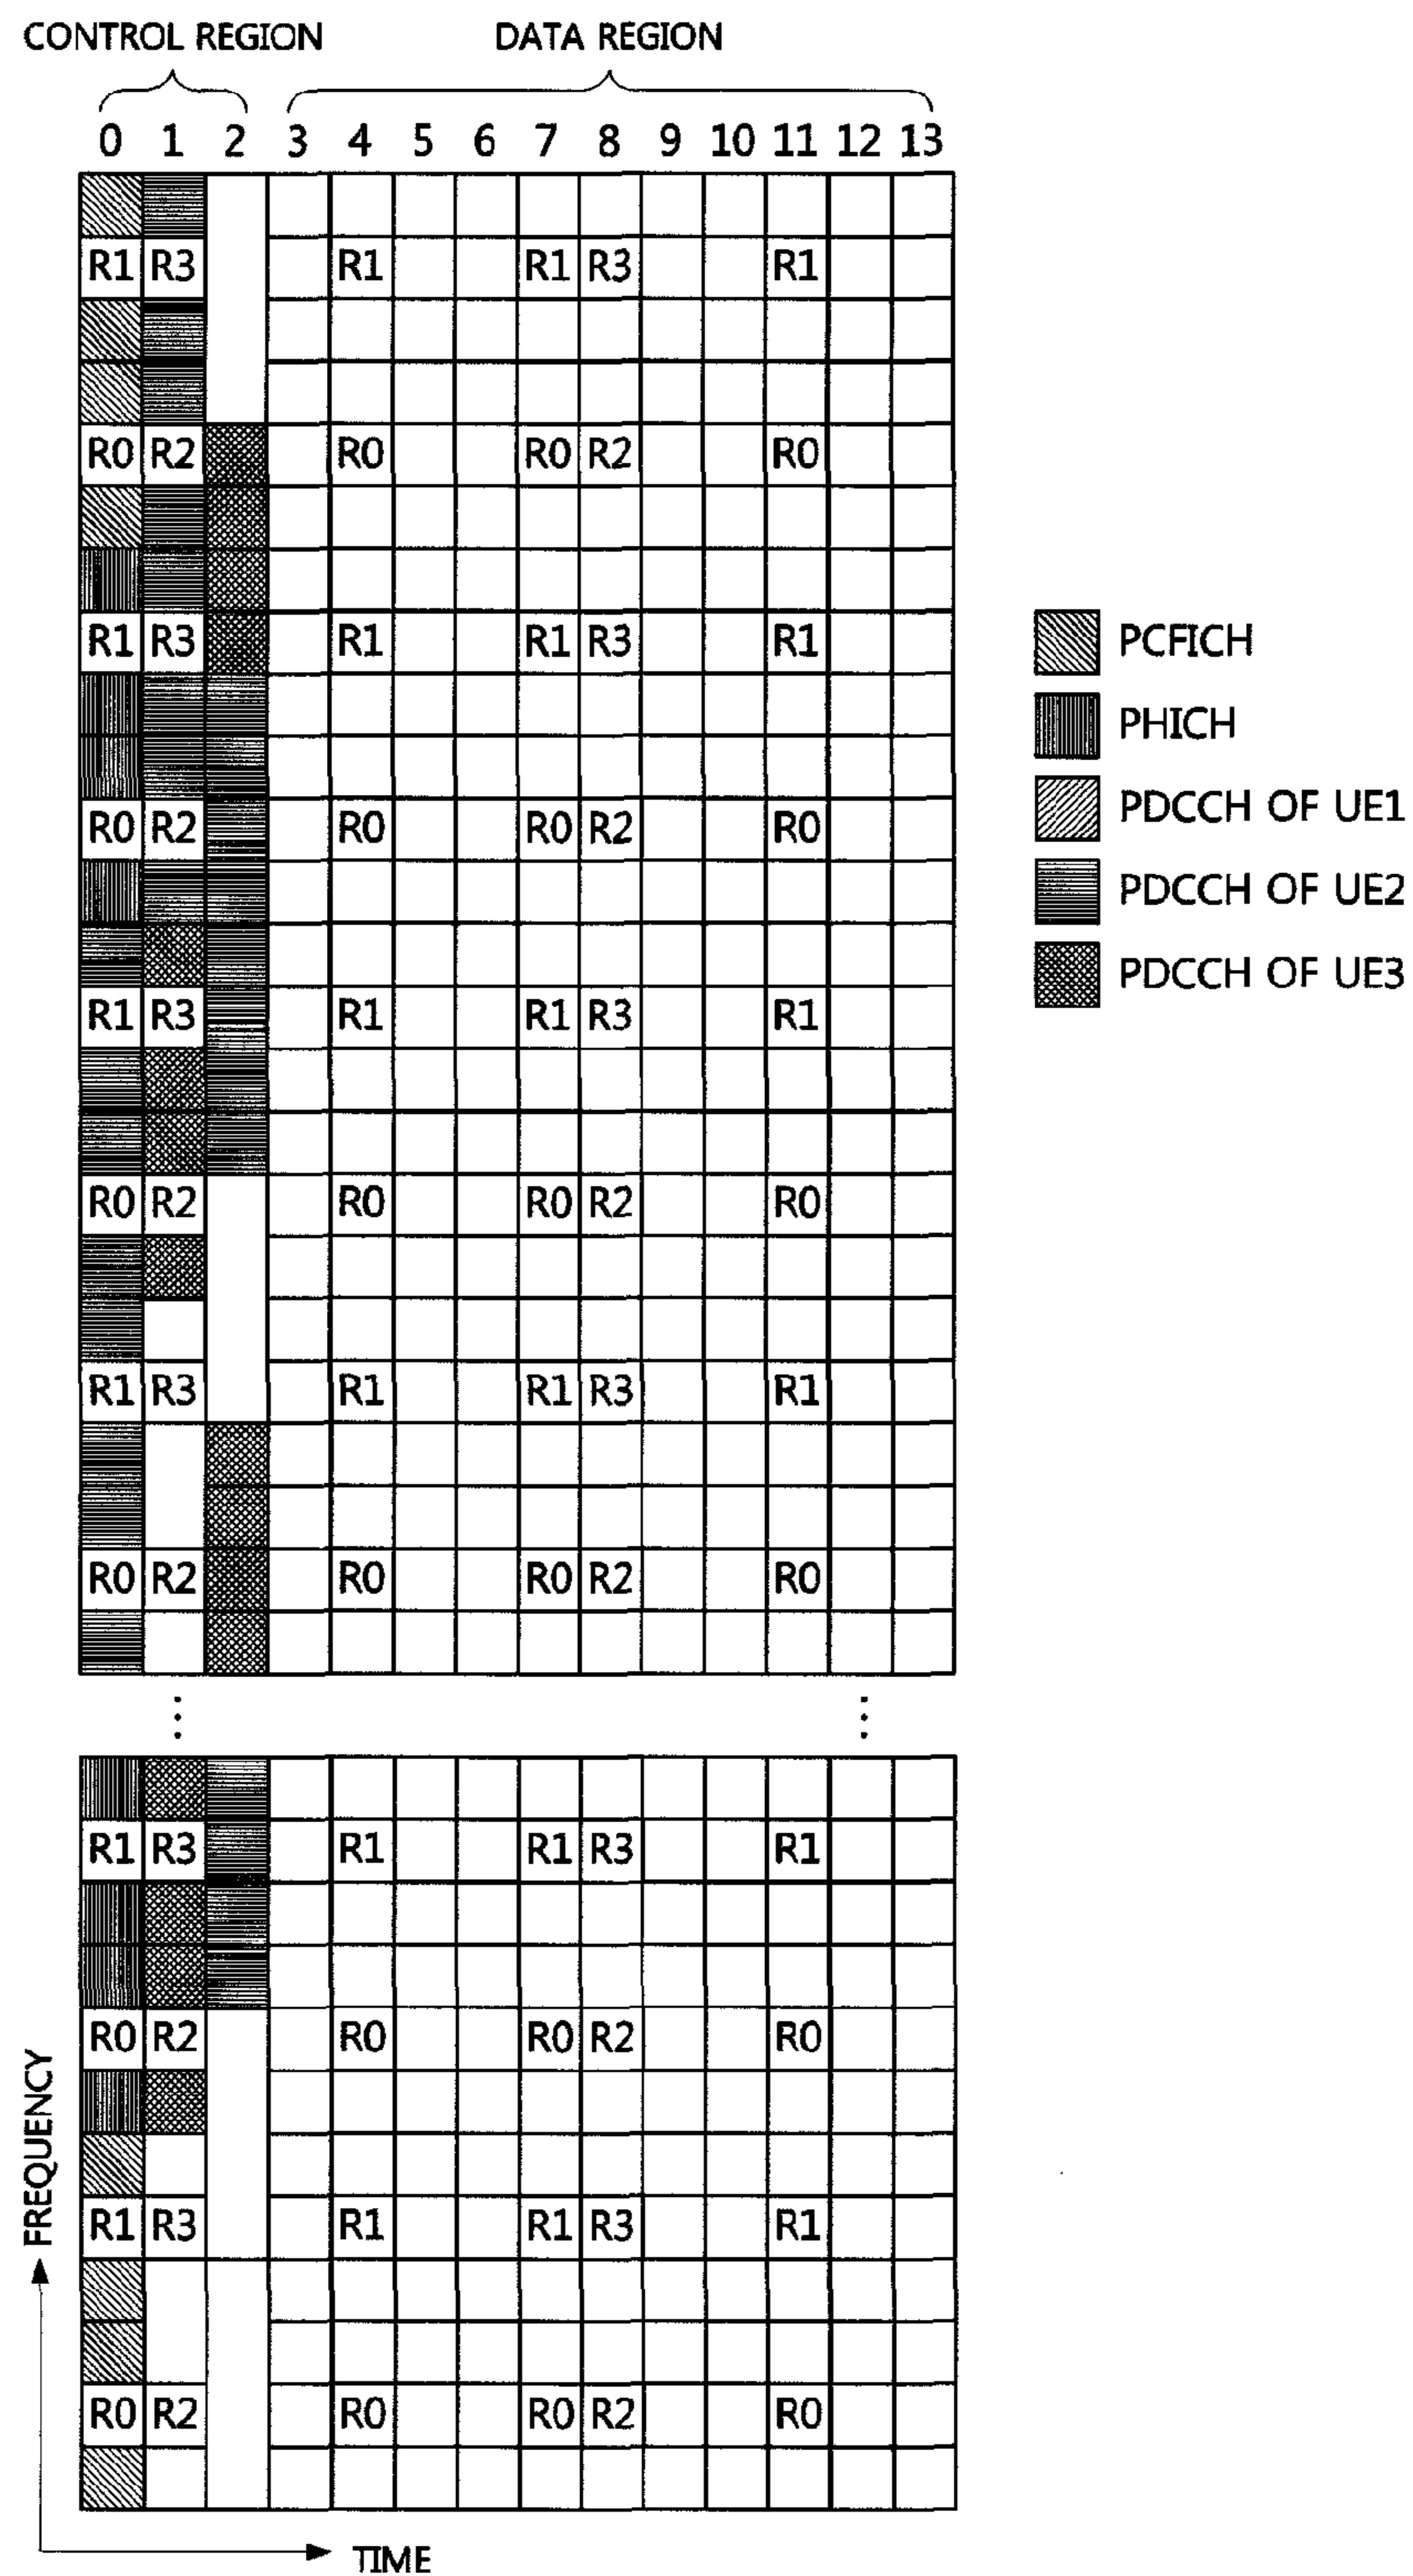 CONTROL REGION DATA REGION
0 1 2 3 4 5 6 7 8 9 10 11 12 13
R1 R3 R1 R1 R3 R1
R0 R2 R0 R0 R2 R0
R1 R3 R1 R1 R3 R1
R0 R2 R0 R0 R2 R0
R1 R3 R1 R1 R3 R1
R0 R2 R0 R0 R2 R0
R1 R3 R1 R1 R3 R1
R0 R2 R0 R0 R2 R0
R1 R3 R1 R1 R3 R1
R0 R2 R0 R0 R2 R0
R1 R3 R1 R1 R3 R1
R0 R2 R0 R0 R2 R0
PCFICH
PHICH
PDCCH OF UE1
PDCCH OF UE2
PDCCH OF UE3
FREQUENCY
TIME